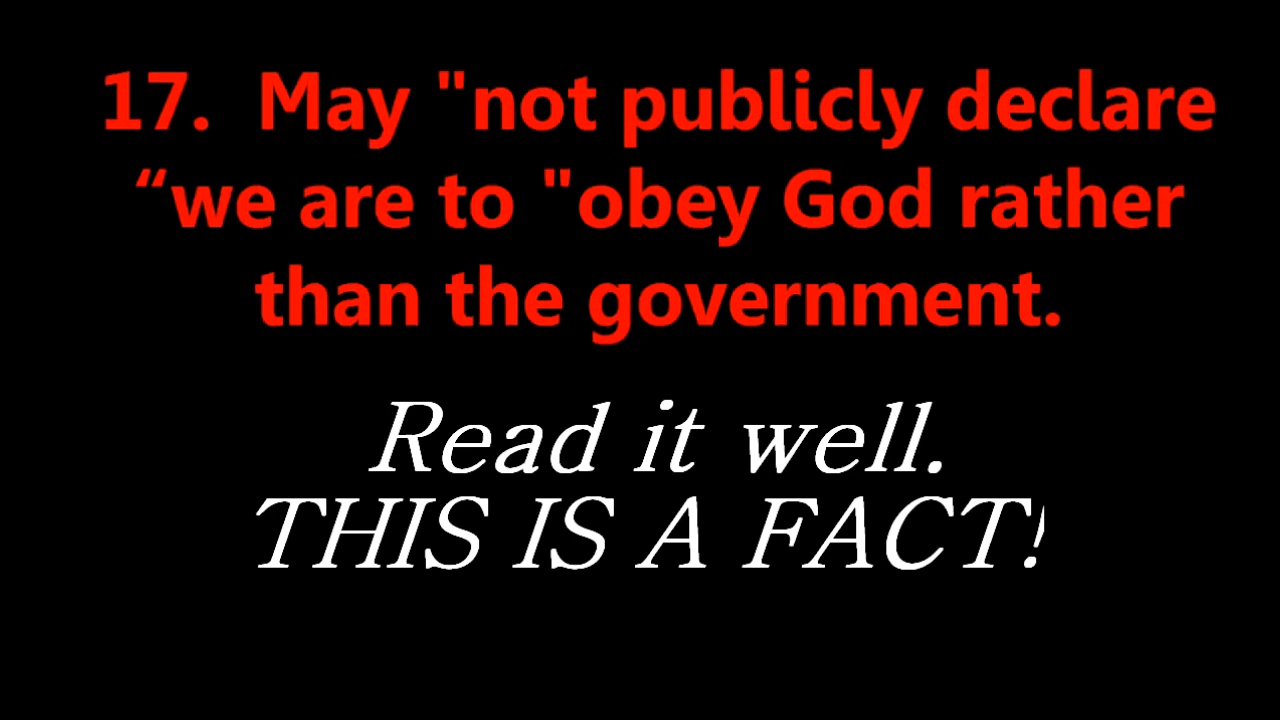 17.  May "not publicly declare
“we are to "obey God rather
than the government.
Read it well.
THIS IS A FACT!